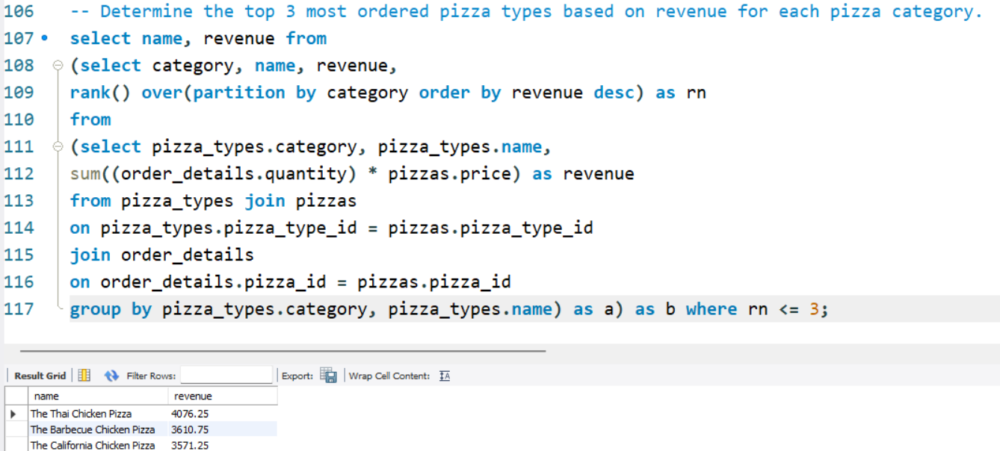 106 -- Determine the top 3 most ordered pizza types based on revenue for each pizza category.
107 select name, revenue from
108 (select category, name, revenue,
109 rank() over(partition by category order by revenue desc) as rn
110 from
111 (select pizza_types.category, pizza_types.name,
112 sum((order_details.quantity) * pizzas.price) as revenue
113 from pizza_types join pizzas
114 on pizza_types.pizza_type_id = pizzas.pizza_type_id
115 join order_details
116 on order_details.pizza_id = pizzas.pizza_id
117 group by pizza_types.category, pizza_types.name) as a) as b where rn <= 3;
Result Grid Filter Rows: Export: Wrap Cell Content:
name revenue
The Thai Chicken Pizza 4076.25
The Barbecue Chicken Pizza 3610.75
The California Chicken Pizza 3571.25